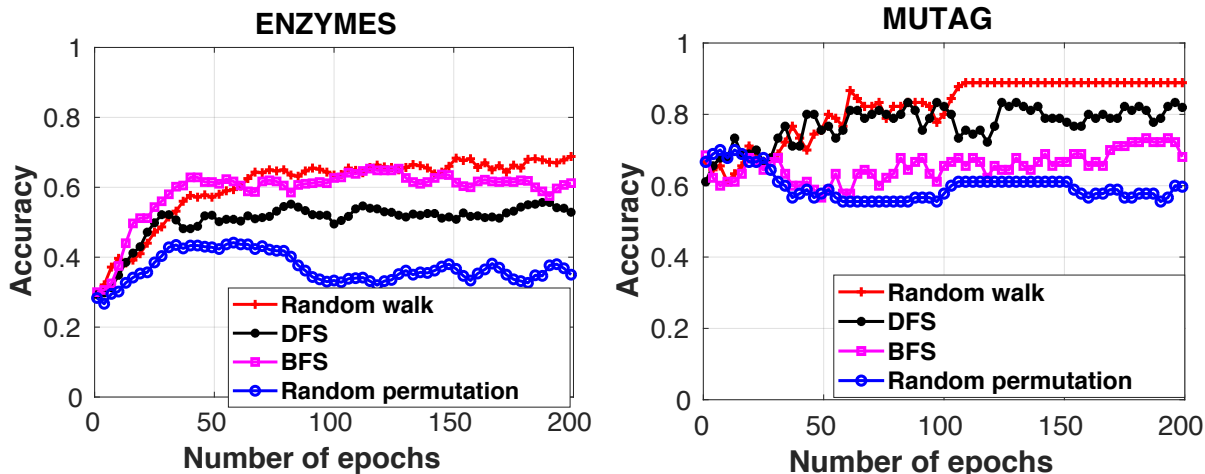 ENZYMES
1
0.8
0.6
0.4
0.2
0
Accuracy
0 50 100 150 200
Number of epochs
Random walk
DFS
BFS
Random permutation
MUTAG
1
0.8
0.6
0.4
0.2
0
Accuracy
0 50 100 150 200
Number of epochs
Random walk
DFS
BFS
Random permutation